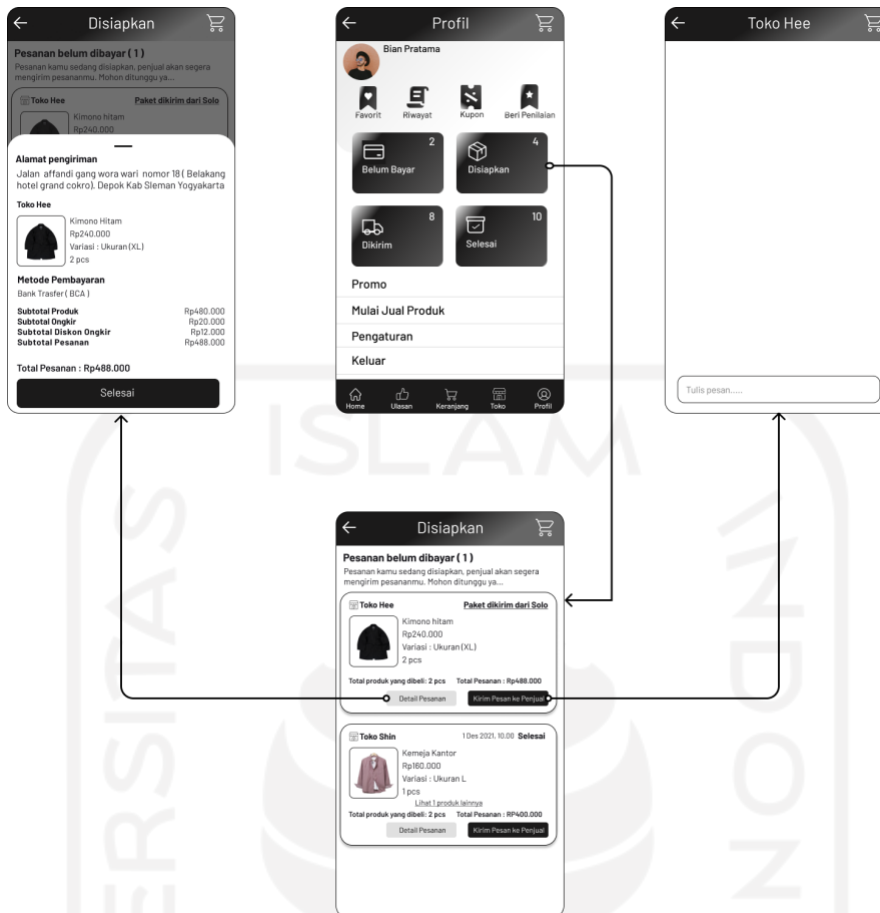 Disiapkan
Pesanan belum dibayar ( 1 )
Pesanan kamu sedang disiapkan, penjual akan segera
mengirim pesananmu. Mohon ditunggu ya...
Toko Hee Paket dikirim dari Solo
Kimono hitam
Rp240.000
Alamat pengiriman
Jalan affandi gang wora wari nomor 18 ( Belakang
hotel grand cokro). Depok Kab Sleman Yogyakarta
Toko Hee
Kimono Hitam
Rp240.000
Variasi : Ukuran (XL)
2 pcs
Metode Pembayaran
Bank Trasfer ( BCA )
Subtotal Produk Rp480.000
Subtotal Ongkir Rp20.000
Subtotal Diskon Ongkir Rp12.000
Subtotal Pesanan Rp488.000
Total Pesanan : Rp488.000
Selesai
Profil
Bian Pratama
Favorit Riwayat Kupon Beri Penilaian
2 Belum Bayar
4 Disiapkan
8 Dikirim
10 Selesai
Promo
Mulai Jual Produk
Pengaturan
Keluar
Home Ulasan Keranjang Toko Profil
Toko Hee
Tulis pesan.....
Disiapkan
Pesanan belum dibayar ( 1 )
Pesanan kamu sedang disiapkan, penjual akan segera
mengirim pesananmu. Mohon ditunggu ya...
Toko Hee Paket dikirim dari Solo
Kimono hitam
Rp240.000
Variasi : Ukuran (XL)
2 pcs
Total produk yang dibeli: 2 pcs Total Pesanan : Rp488.000
Detail Pesanan Kirim Pesan ke Penjual
Toko Shin 1 Des 2021, 10.00 Selesai
Kemeja Kantor
Rp160.000
Variasi : Ukuran L
1 pcs
Lihat 1 produk lainnya
Total produk yang dibeli: 2 pcs Total Pesanan : RP400.000
Detail Pesanan Kirim Pesan ke Penjual
ISLAM
ERSITAS
INDON